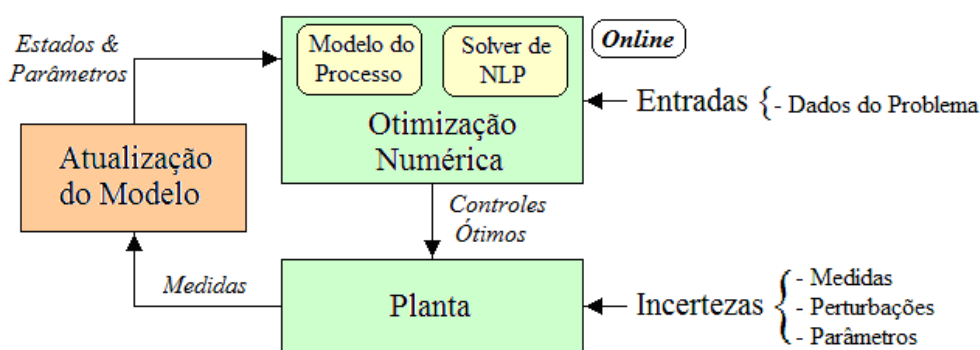 Estados &
Parâmetros
Modelo do
Processo
Solver de
NLP
Online
Otimização
Numérica
Entradas { - Dados do Problema
Atualização
do Modelo
Controles
Ótimos
Medidas
Planta
Incertezas { - Medidas
- Perturbações
- Parâmetros